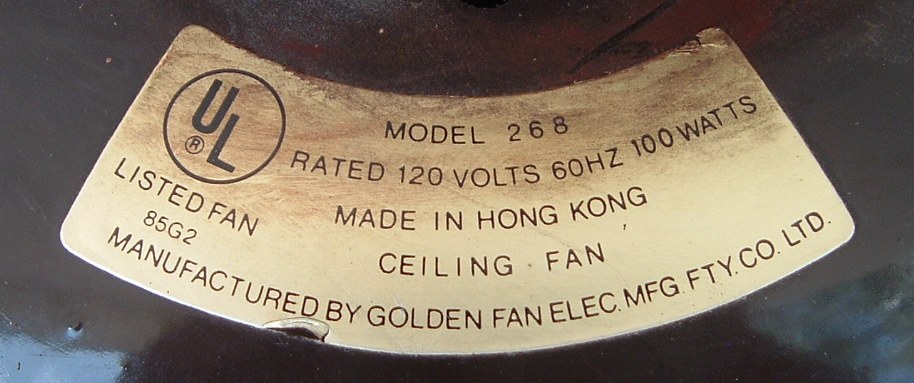 UL
®
LISTED FAN
85G2
MODEL 268
RATED 120 VOLTS 60HZ 100 WATTS
MADE IN HONG KONG
CEILING FAN
MANUFACTURED BY GOLDEN FAN ELEC. MFG. FTY. CO. LTD.